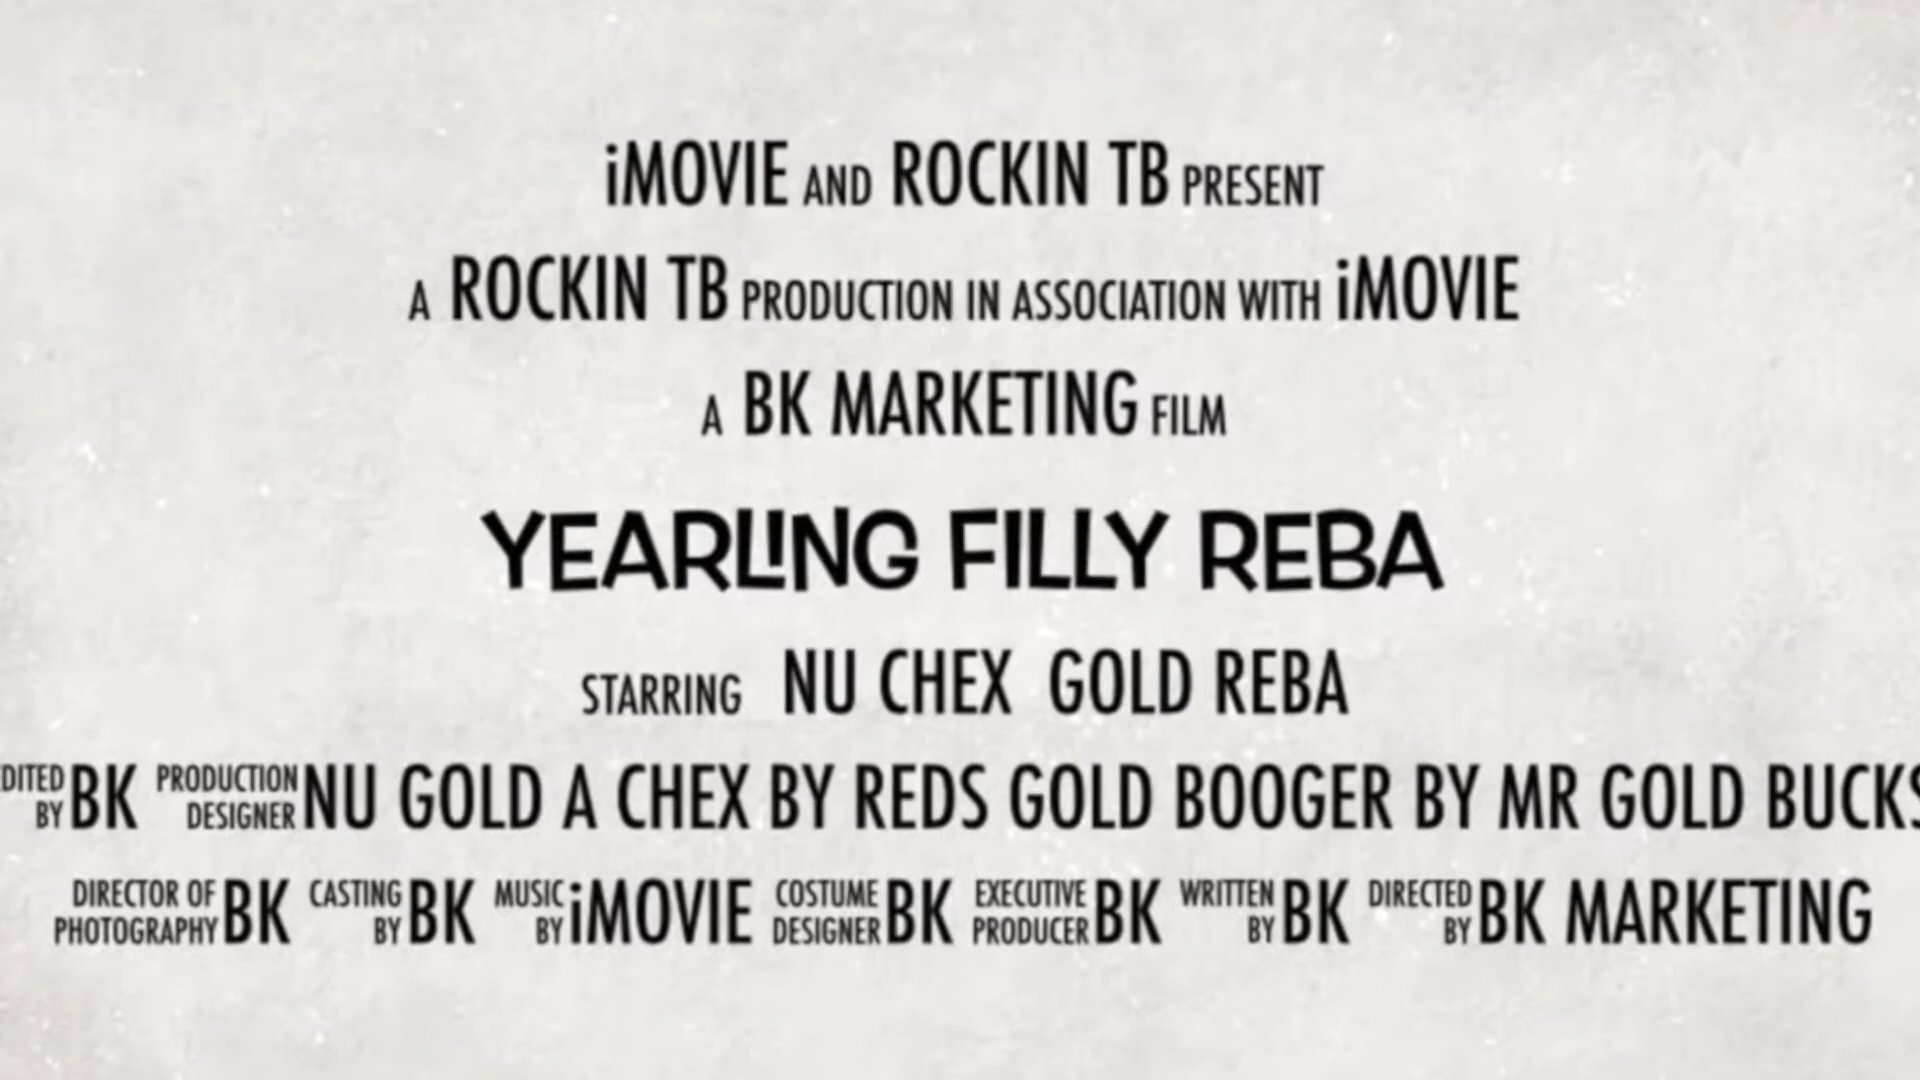 iMOVIE AND ROCKIN TB PRESENT
A ROCKIN TB PRODUCTION IN ASSOCIATION WITH iMOVIE
A BK MARKETING FILM
YEARLING FILLY REBA
STARRING NU CHEX GOLD REBA
DITED BY BK PRODUCTION DESIGNER NU GOLD A CHEX BY REDS GOLD BOOGER BY MR GOLD BUCKS
DIRECTOR OF PHOTOGRAPHY BK CASTING BY BK MUSIC BY iMOVIE COSTUME DESIGNER BK EXECUTIVE PRODUCER BK WRITTEN BY BK DIRECTED BY BK MARKETING